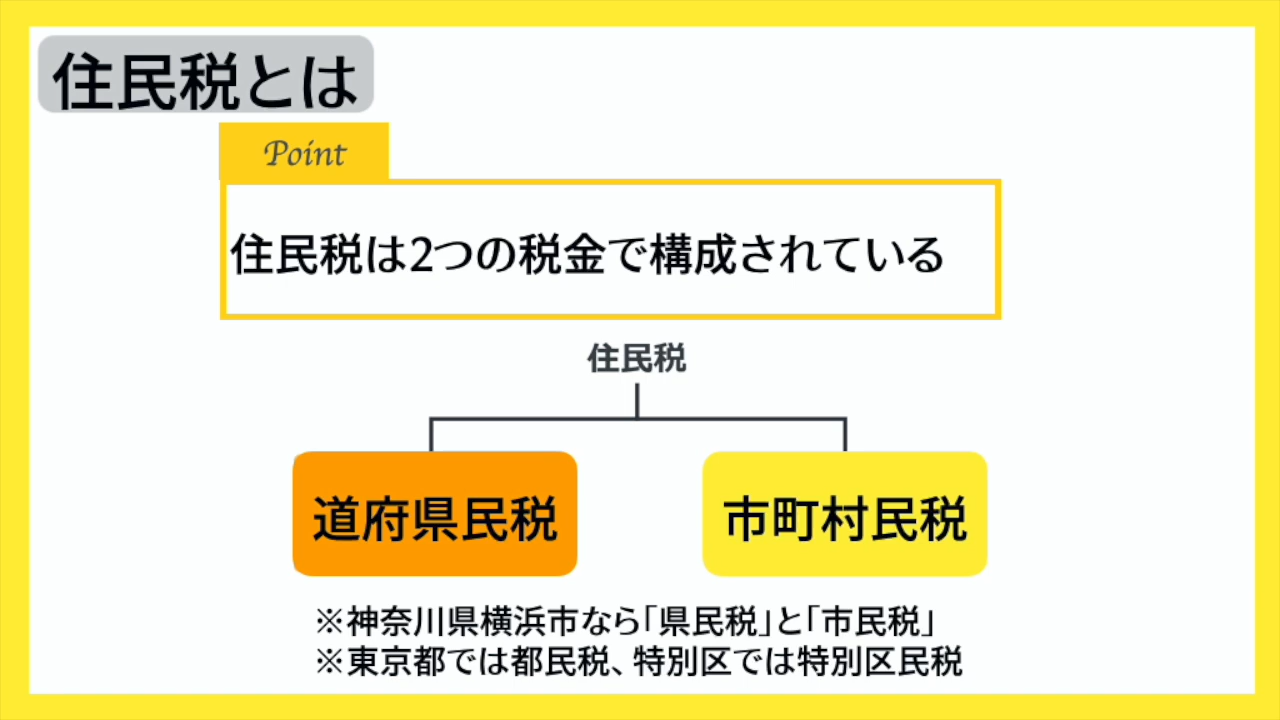 住民税とは
Point
住民税は2つの税金で構成されている
住民税
道府県民税
市町村民税
※神奈川県横浜市なら「県民税」と「市民税」
※東京都では都民税、特別区では特別区民税